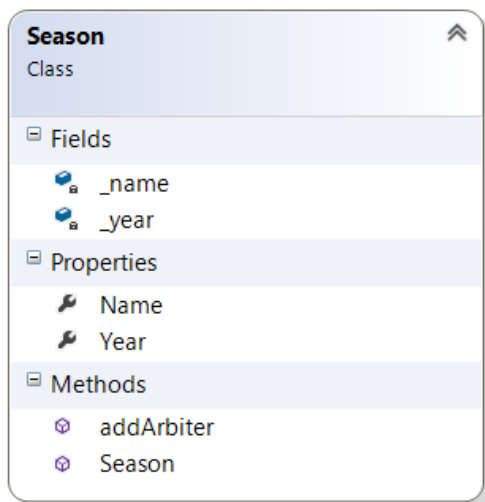 Season
Class
Fields
_name
_year
Properties
Name
Year
Methods
addArbiter
Season